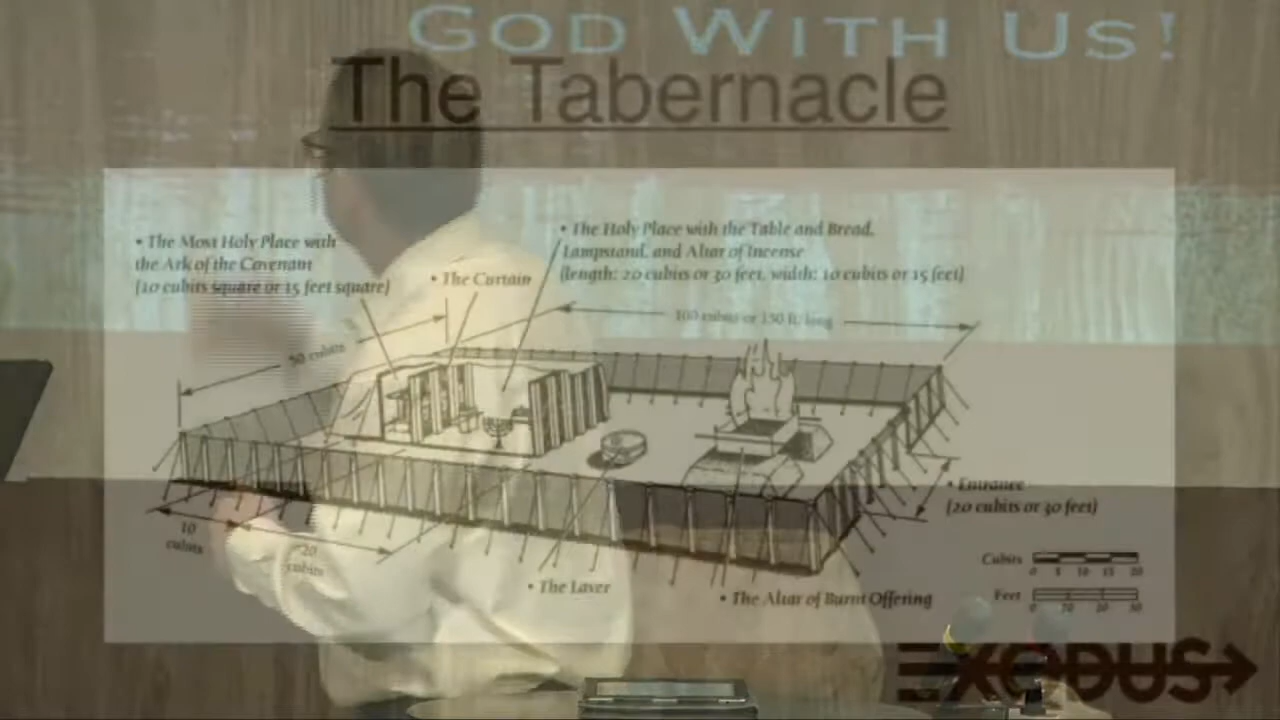 GOD WITH US!
The Tabernacle
• The Most Holy Place with
the Ark of the Covenant
(10 cubits square or 15 feet square)
• The Curtain
• The Holy Place with the Table and Bread,
Lampstand, and Altar of Incense
(length: 20 cubits or 30 feet, width: 10 cubits or 15 feet)
100 cubits or 150 ft/long
50 cubits
• Entrance
(20 cubits or 30 feet)
10
cubits
20
cubits
• The Laver
• The Altar of Burnt Offering
Cubits
0 5 10 15 20
Feet
0 10 20 30
EXODUS